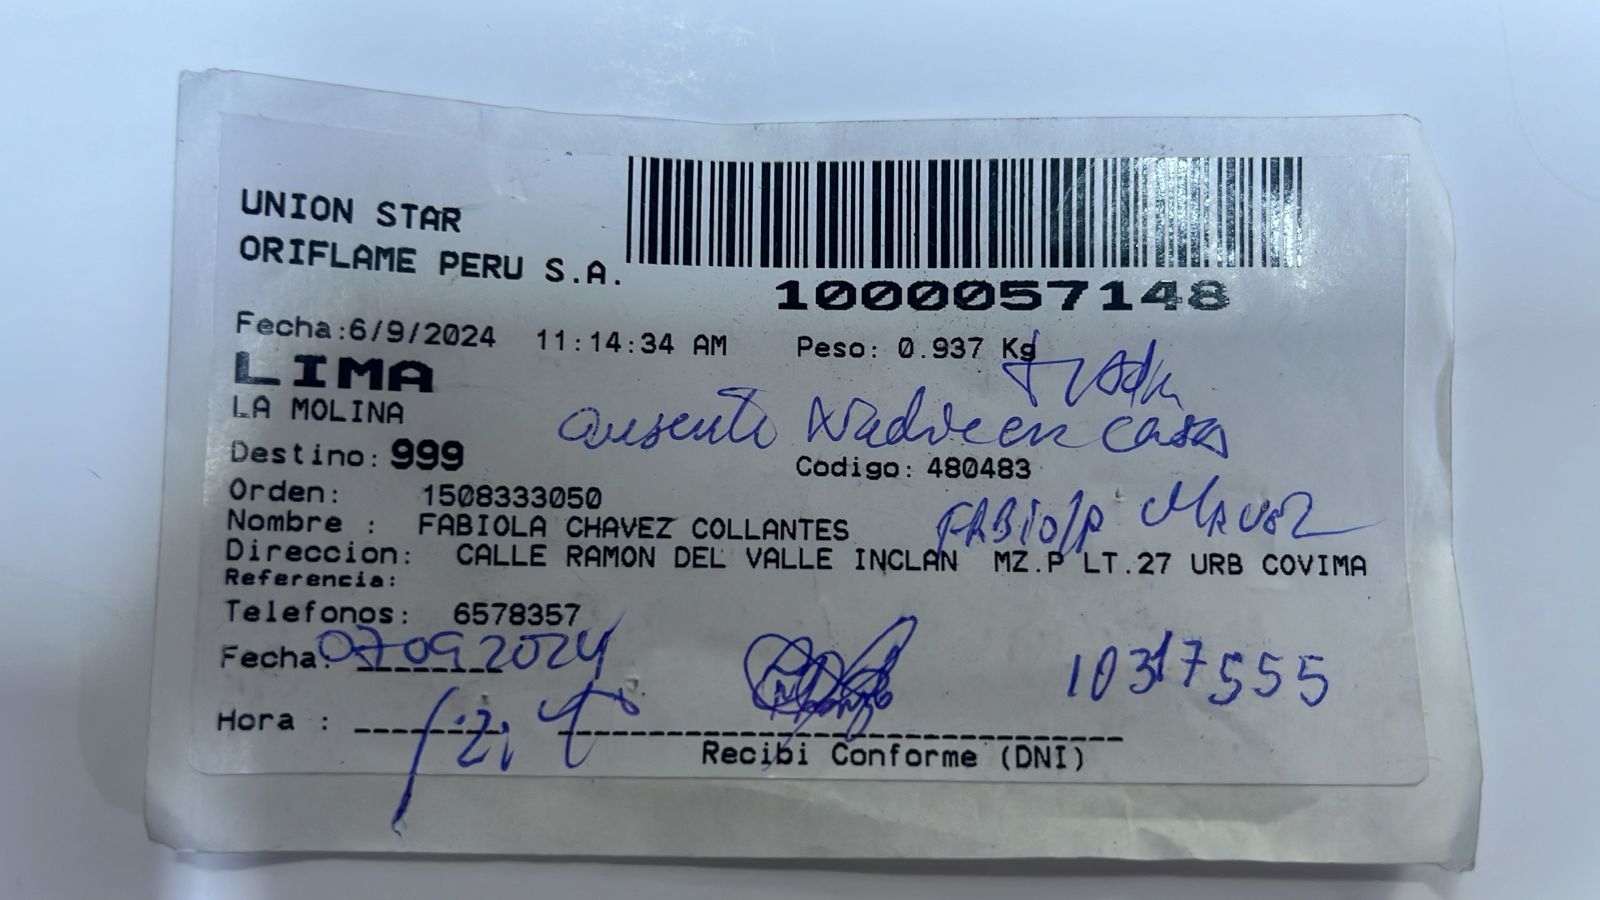 UNION STAR
ORIFLAME PERU S.A.
1000057148
Fecha:6/9/2024 11:14:34 AM Peso: 0.937 Kg
LIMA
LA MOLINA
ausente Nadie en casa
Destino: 999 Codigo: 480483
Orden: 1508333050
Nombre : FABIOLA CHAVEZ COLLANTES
FABiolA
Direccion: CALLE RAMON DEL VALLE INCLAN MZ.P LT.27 URB COVIMA
Referencia:
Telefonos: 6578357
Fecha: 07 09 2024
10317555
Hora :
Recibi Conforme (DNI)